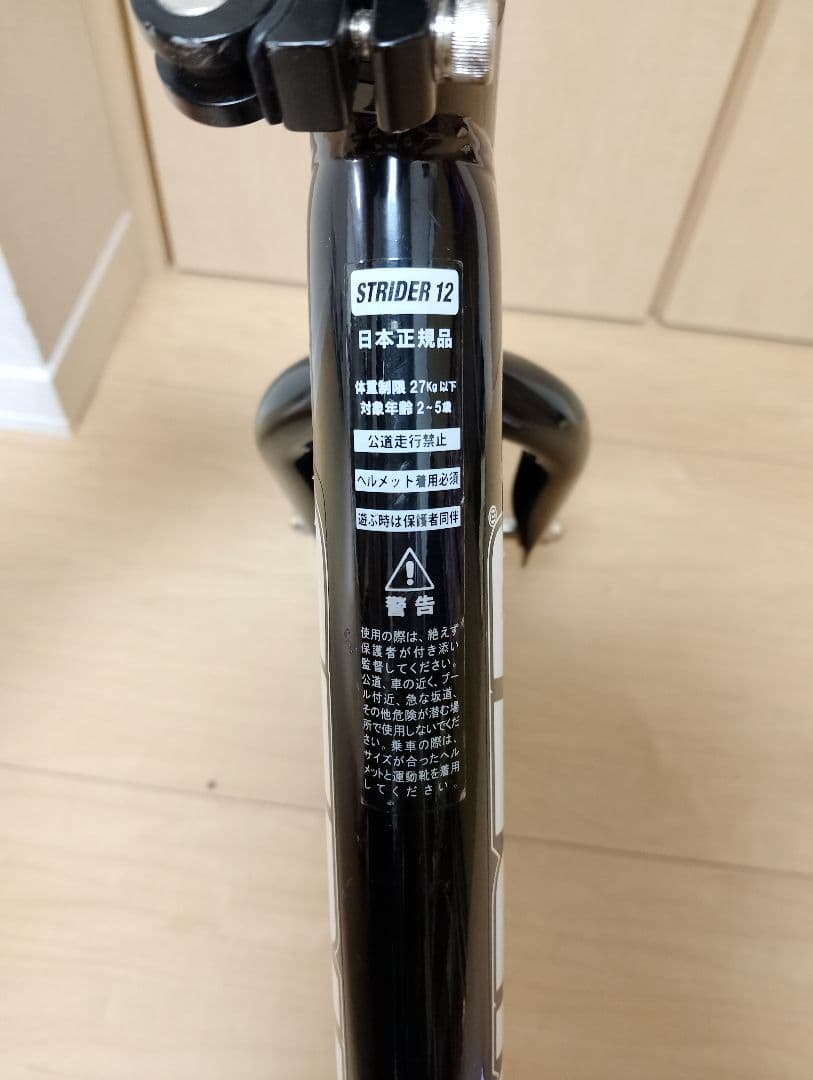 STRIDER 12
日本正規品
体重制限 27Kg 以下
対象年齢 2~5歳
公道走行禁止
ヘルメット着用必須
遊ぶ時は保護者同伴
警告
使用の際は、絶えず
保護者が付き添い
監督してください。
公道、車の近く、プー
ル付近、急な坂道、
その他危険が潜む場
所で使用しないでくだ
さい。乗車の際は、
サイズが合ったヘル
メットと運動靴を着用
してください。